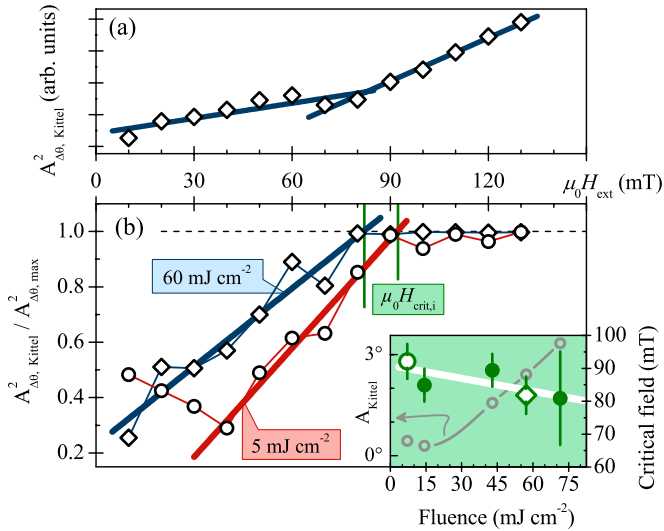 (a)
A²Δθ, Kittel (arb. units)
0 30 60 90 120 μ₀Hext (mT)
(b)
A²Δθ, Kittel / A²Δθ, max
1.0
0.8
0.6
0.4
0.2
60 mJ cm⁻²
5 mJ cm⁻²
μ₀Hcrit,i
AKittel
3°
0°
100
90
80
70
60
Critical field (mT)
0 15 30 45 60 75
Fluence (mJ cm⁻²)